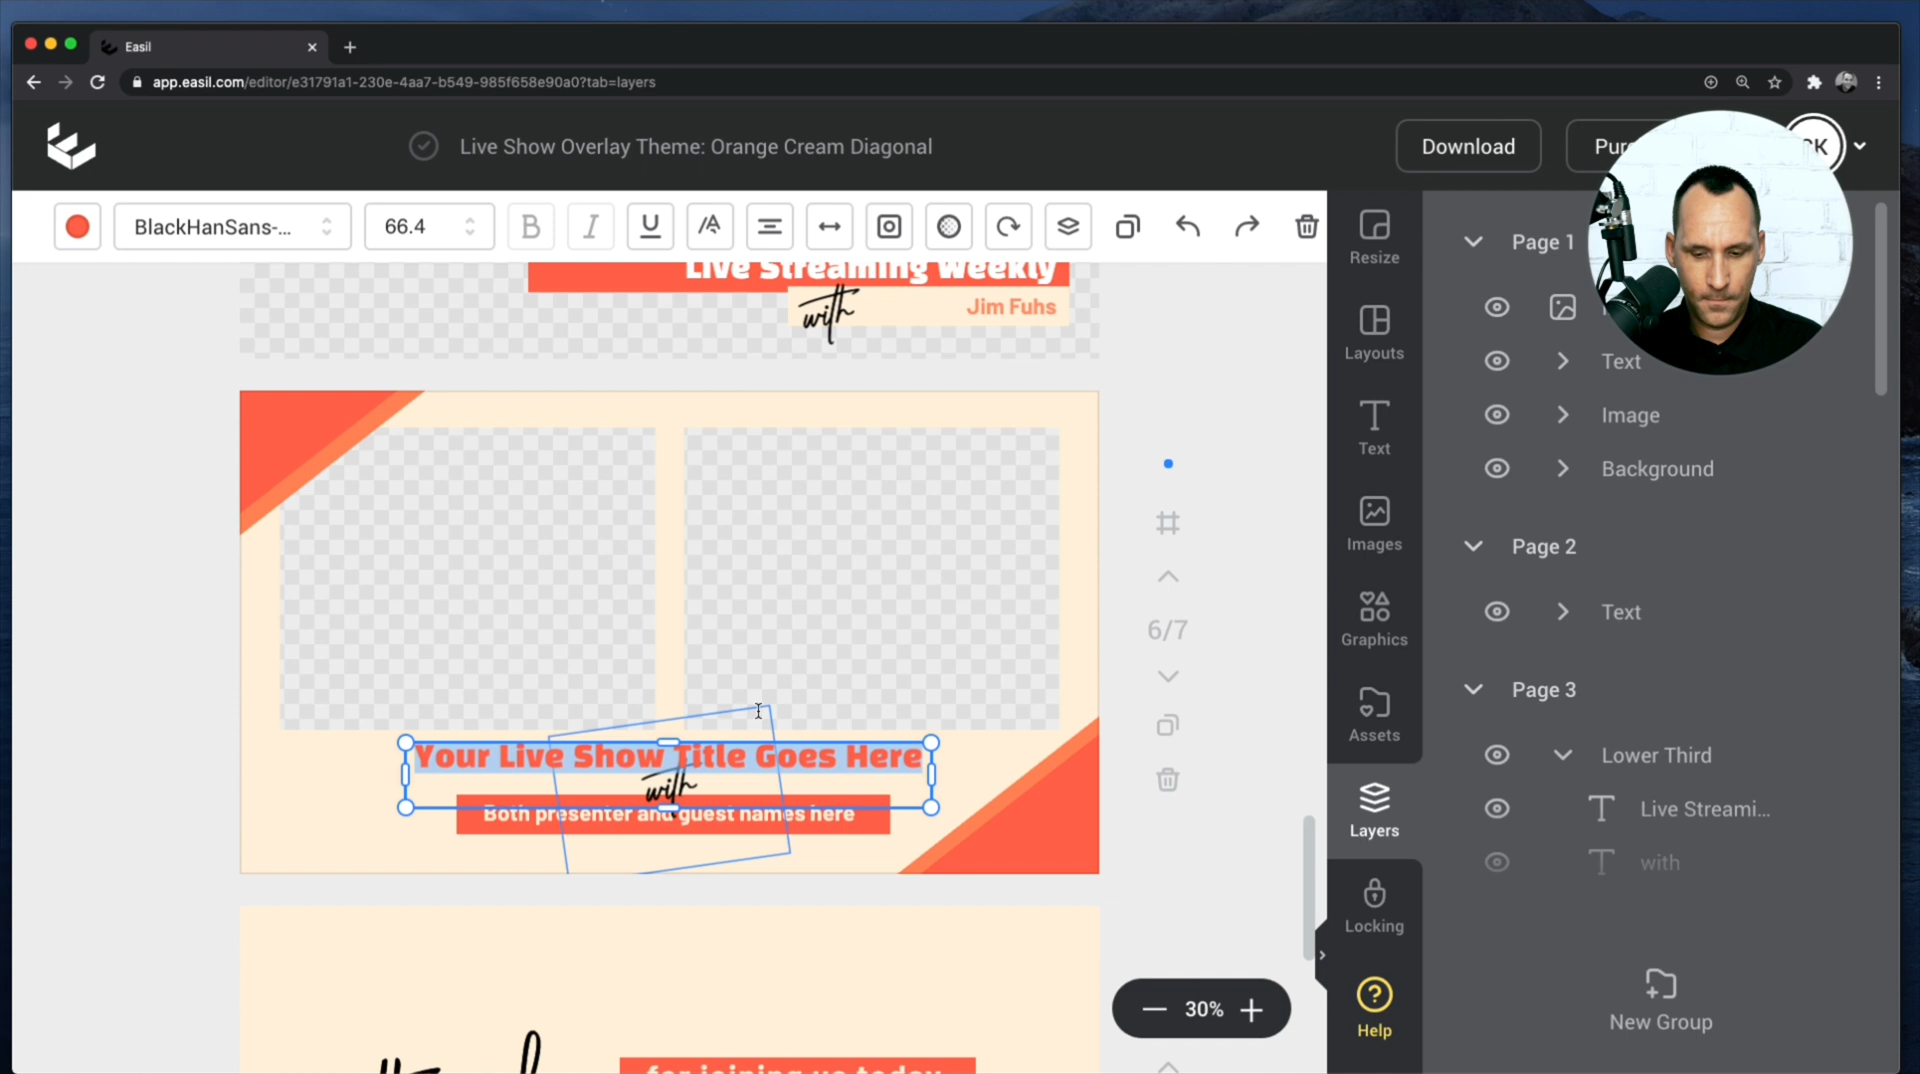 Easil
app.easil.com/editor/e31791a1-230e-4aa7-b549-985f658e90a0?tab=layers
Live Show Overlay Theme: Orange Cream Diagonal
Download
Pur
CK
BlackHanSans-...
66.4
B
I
U
A
Live Streaming Weekly
with
Jim Fuhs
Your Live Show Title Goes Here
with
Both presenter and guest names here
for joining us today
6/7
30%
Resize
Layouts
Text
Images
Graphics
Assets
Layers
Locking
Help
Page 1
Text
Image
Background
Page 2
Text
Page 3
Lower Third
Live Streami...
with
New Group